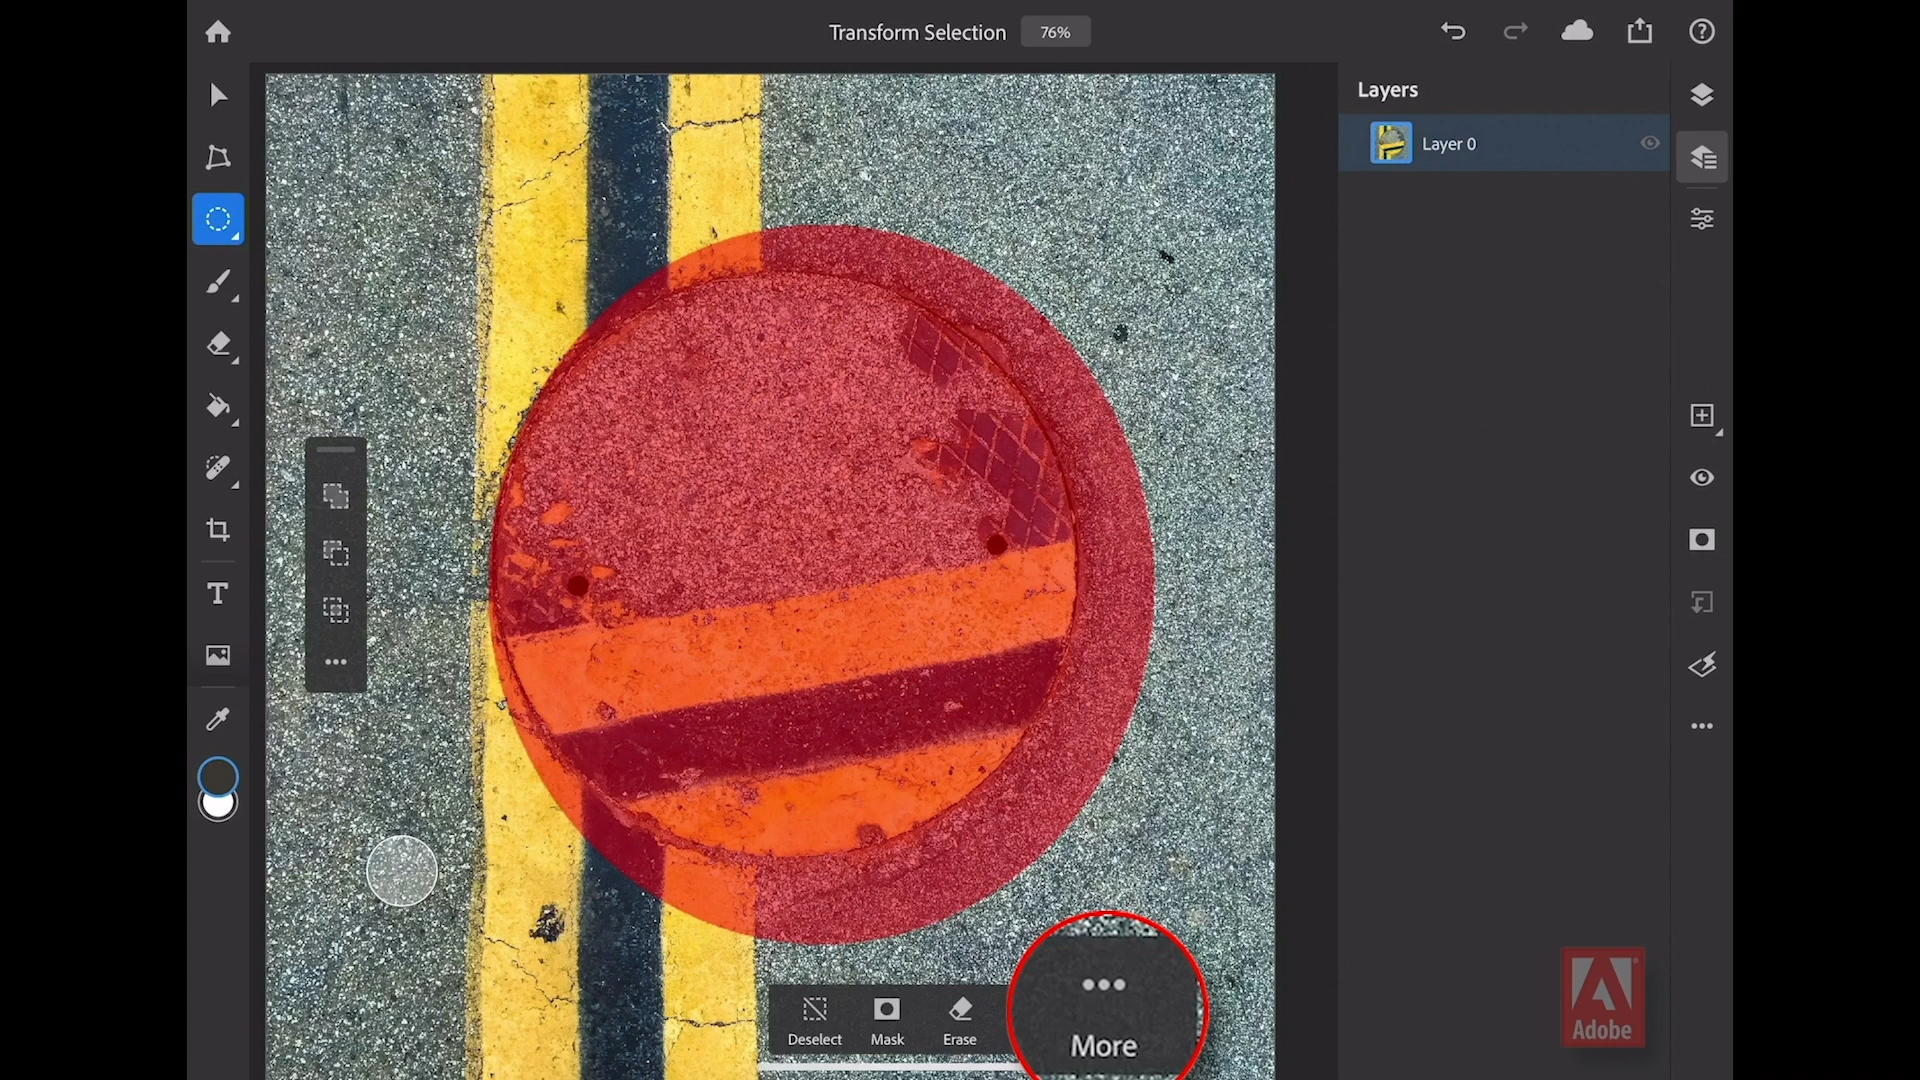 Transform Selection 76%
Layers
Layer 0
T
Deselect Mask Erase More
Adobe